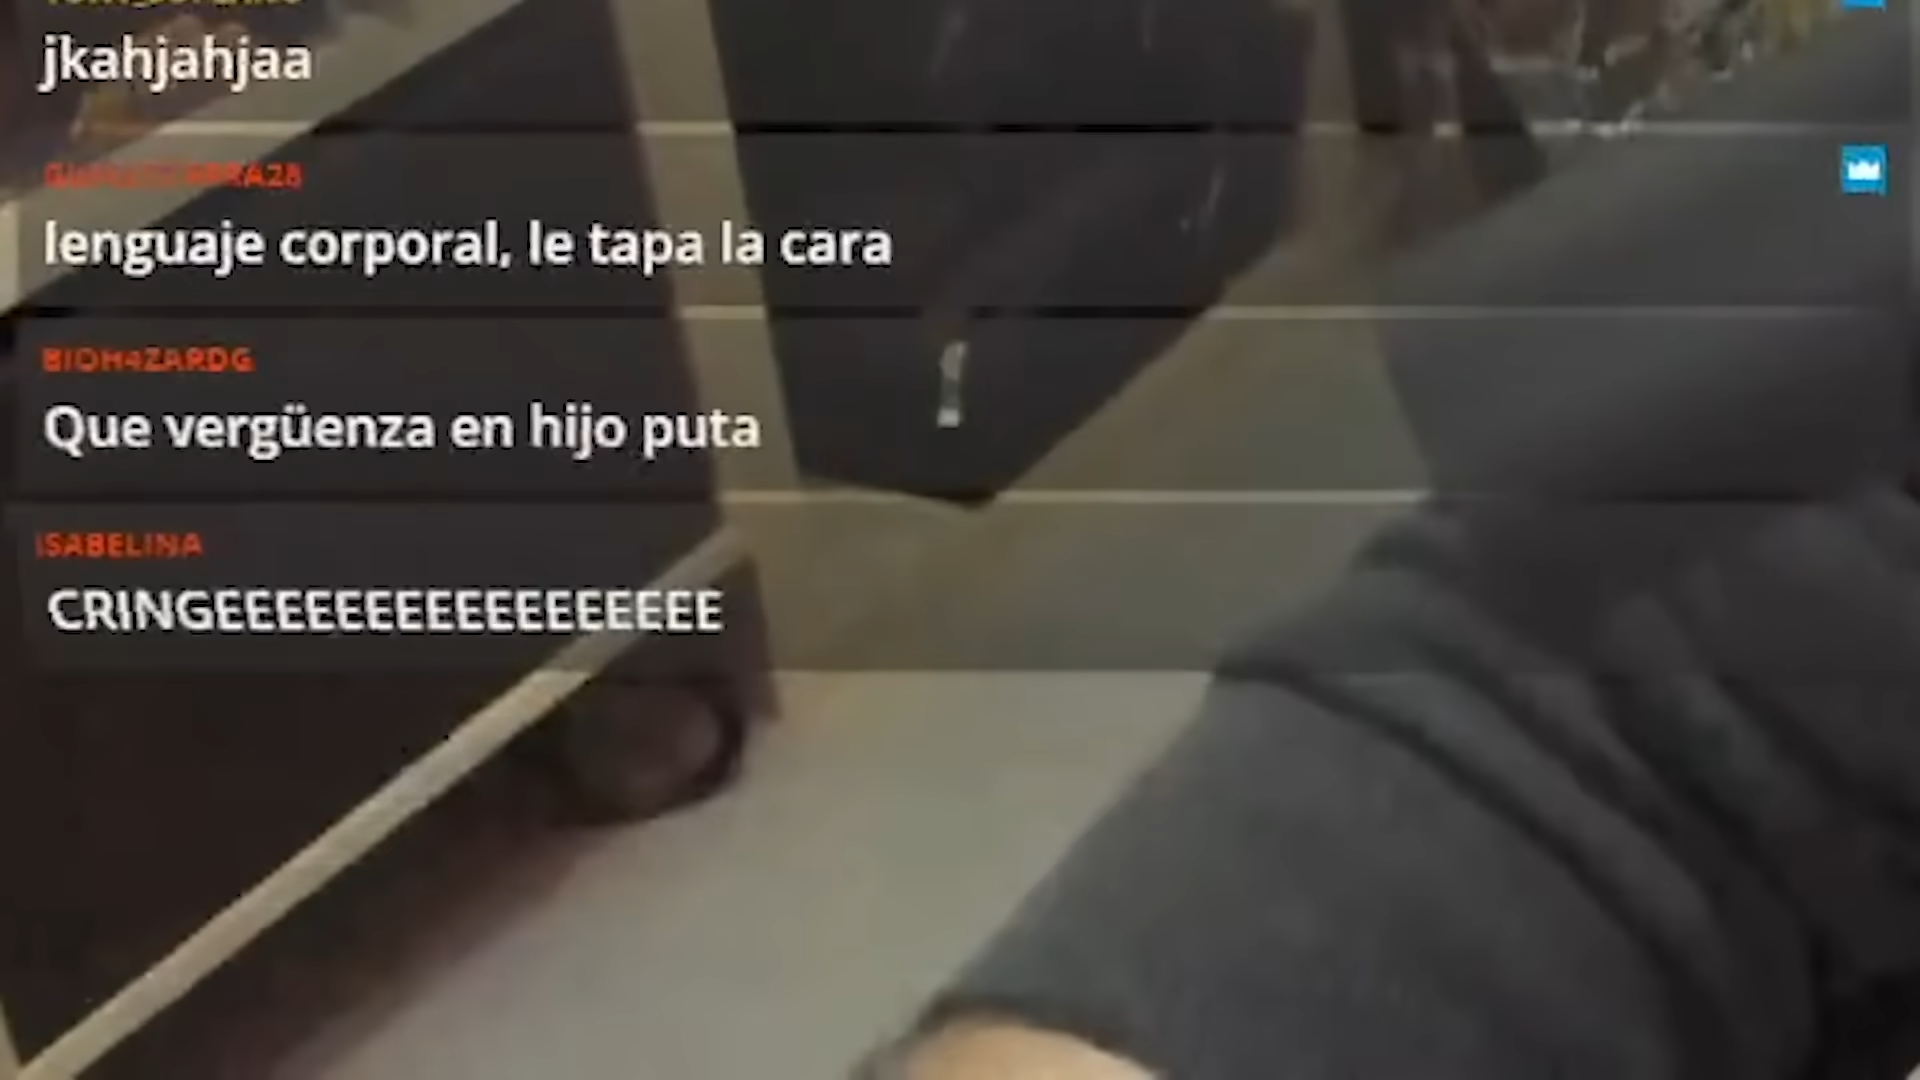 jkahjahjaa
lenguaje corporal, le tapa la cara
BIOH4ZARDG
Que vergüenza en hijo puta
ISABELINA
CRINGEEEEEEEEEEEEEEEEE